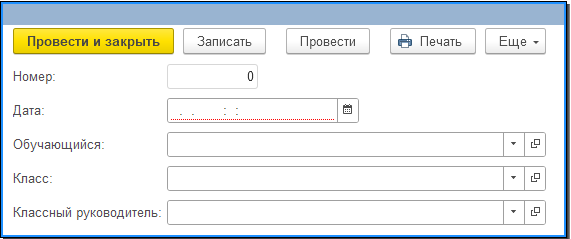 Провести и закрыть Записать Провести Печать Еще
Номер: 0
Дата: . . : :
Обучающийся:
Класс:
Классный руководитель: